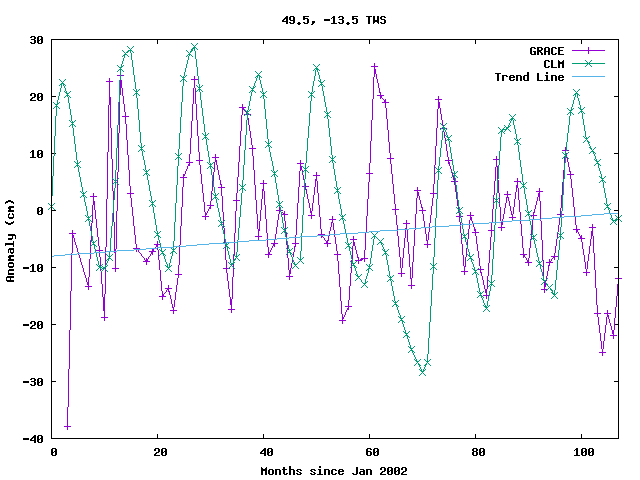 49.5, -13.5 TWS
GRACE
CLM
Trend Line
Anomaly (cm)
30
20
10
0
-10
-20
-30
-40
0 20 40 60 80 100
Months since Jan 2002